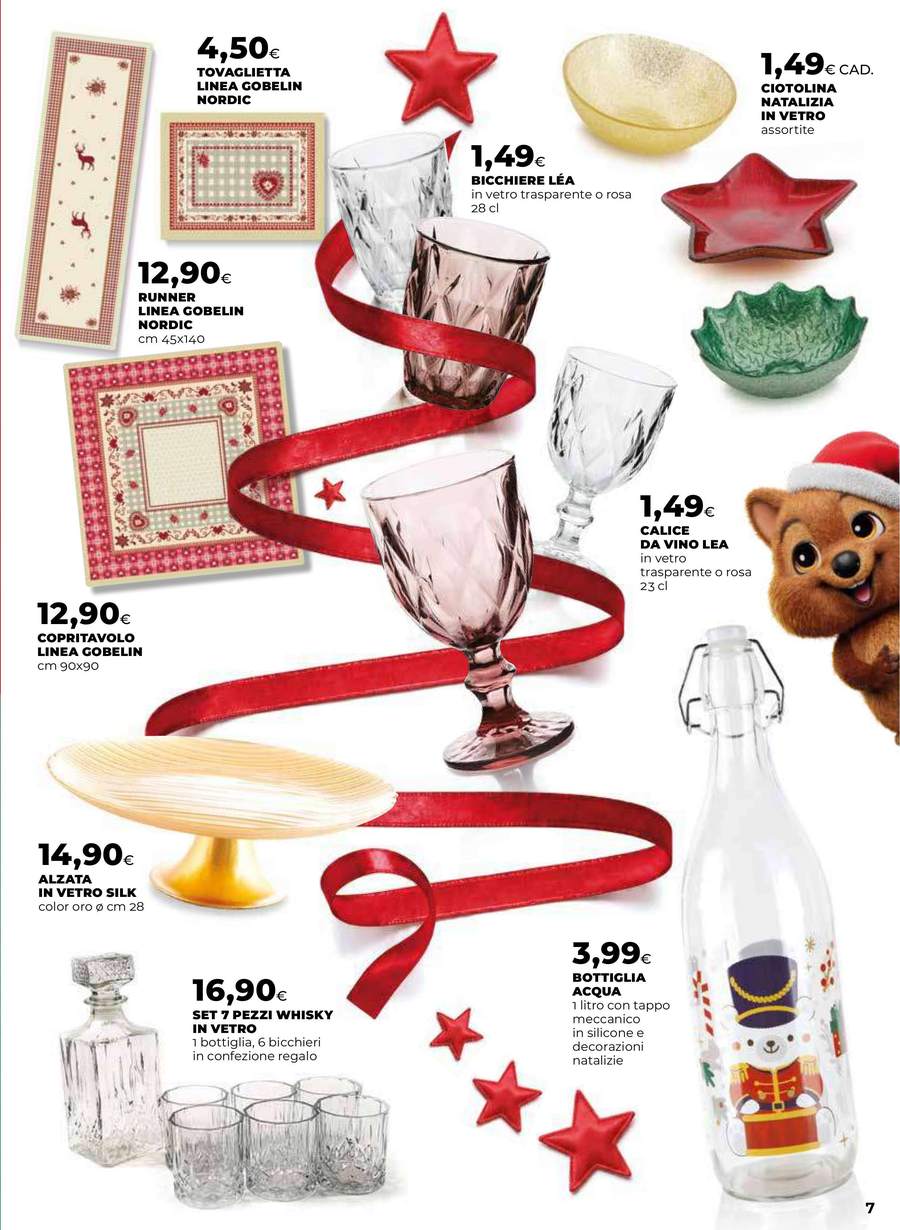 4,50€
TOVAGLIETTA
LINEA GOBELIN
NORDIC
1,49€ CAD.
CIOTOLINA
NATALIZIA
IN VETRO
assortite
1,49€
BICCHIERE LÉA
in vetro trasparente o rosa
28 cl
12,90€
RUNNER
LINEA GOBELIN
NORDIC
cm 45x140
1,49€
CALICE
DA VINO LEA
in vetro
trasparente o rosa
23 cl
12,90€
COPRITAVOLO
LINEA GOBELIN
cm 90x90
14,90€
ALZATA
IN VETRO SILK
color oro ø cm 28
3,99€
BOTTIGLIA
ACQUA
1 litro con tappo
meccanico
in silicone e
decorazioni
natalizie
16,90€
SET 7 PEZZI WHISKY
IN VETRO
1 bottiglia, 6 bicchieri
in confezione regalo
7